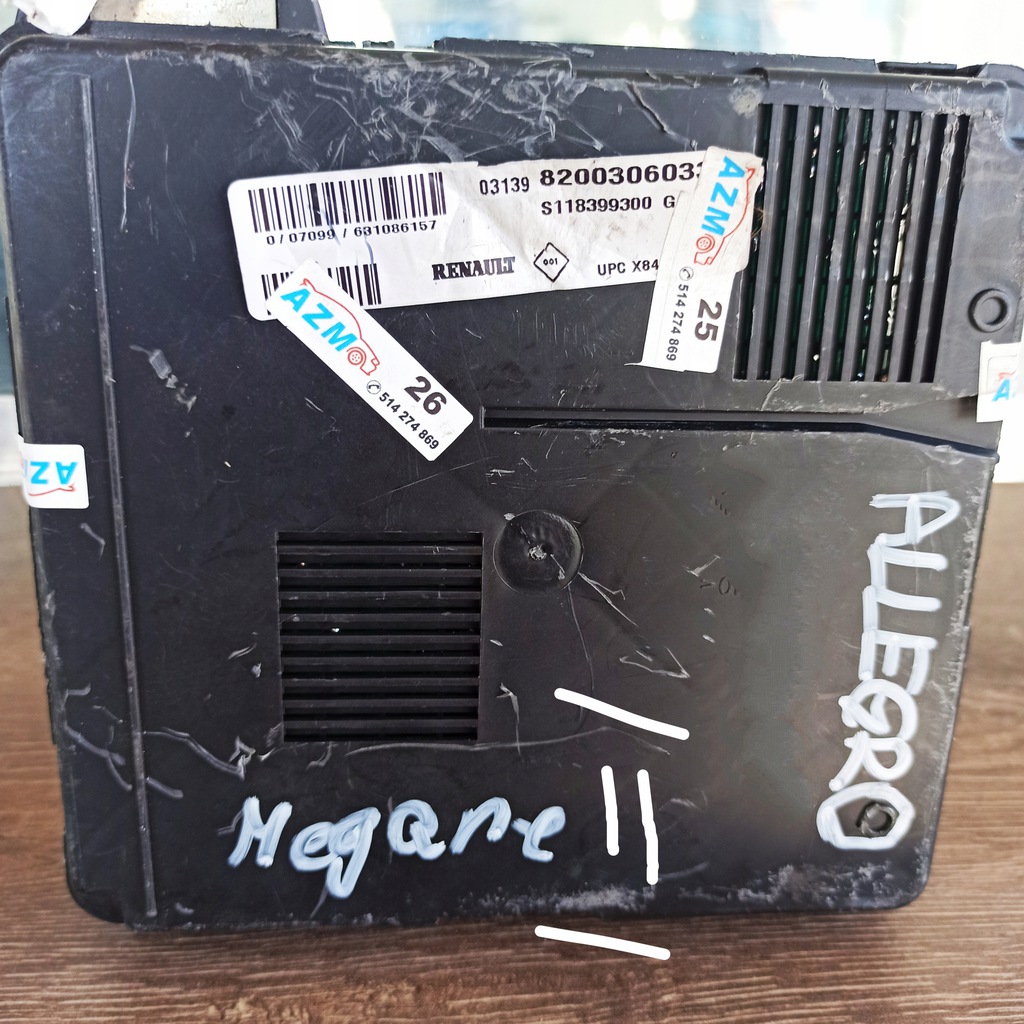 03139 820030603
S118399300 G
0/07099 / 631086157
RENAULT
001
UPC X84
AZM
25
514 274 869
AZM
26
514 274 869
AZ
A
ALLEGRO
Megane II